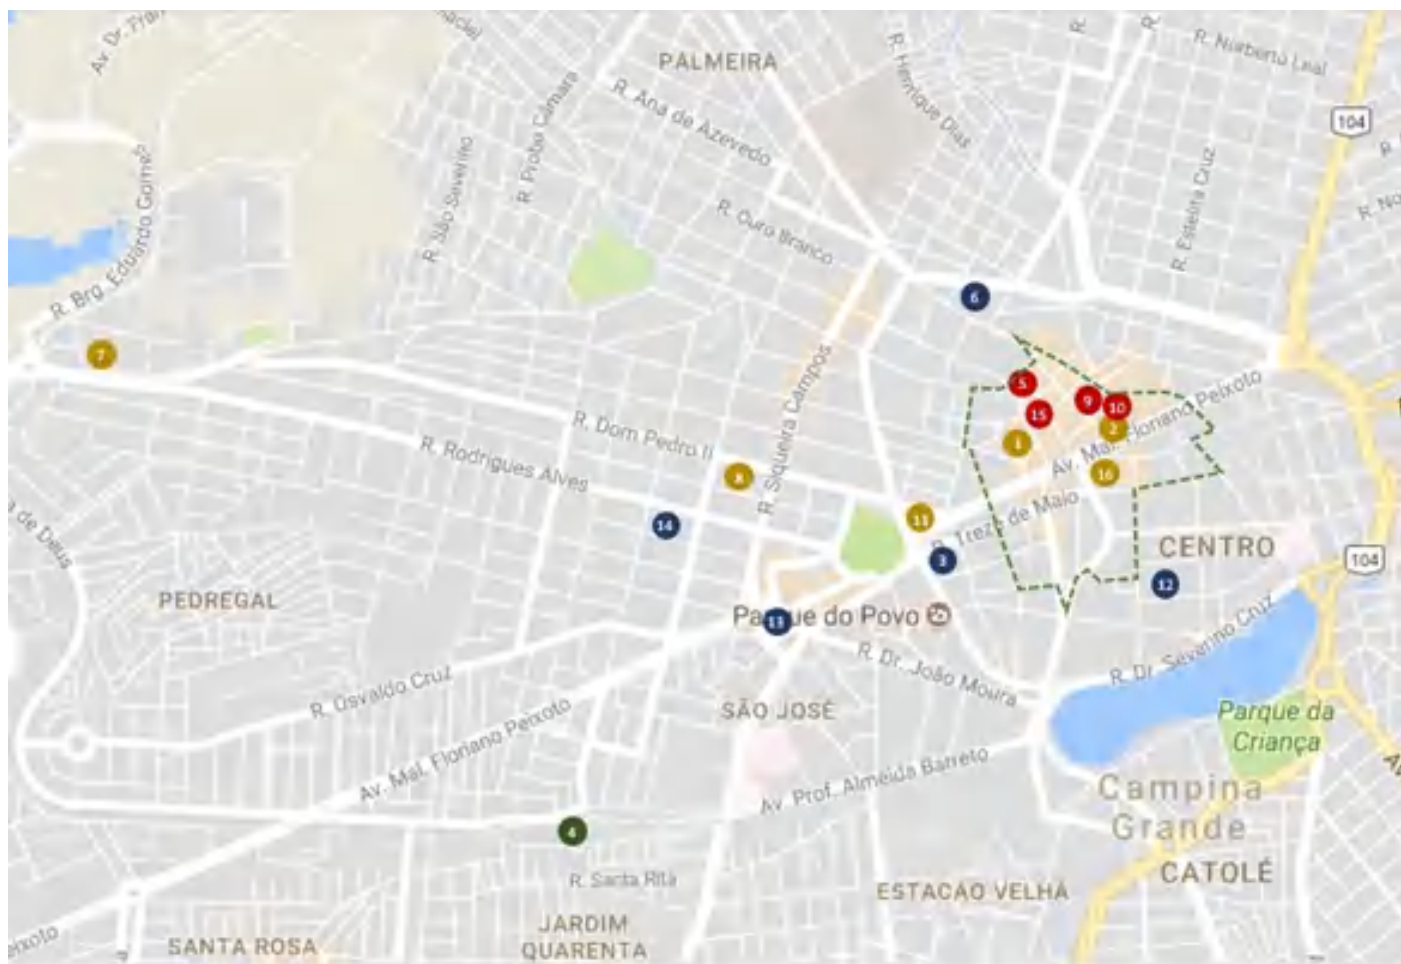 PALMEIRA
R. Norberto Leal
R. Henrique Dias
R. Ana de Azevedo
R. Proba Câmara
R. São Severino
R. Ouro Branco
R. Estelita Cruz
104
R. Brg. Eduardo Gomes
6
7
R. Siqueira Campos
5
9
10
15
1
2
Av. Mal. Floriano Peixoto
R. Dom Pedro II
R. Rodrigues Alves
8
16
14
11
R. Treze de Maio
3
CENTRO
104
12
PEDREGAL
Parque do Povo
13
R. Dr. João Moura
R. Dr. Severino Cruz
R. Osvaldo Cruz
SÃO JOSÉ
Parque da
Criança
Av. Mal. Floriano Peixoto
Av. Prof. Almeida Barreto
Campina
Grande
4
R. Santa Rita
CATOLÉ
ESTACAO VELHA
JARDIM
QUARENTA
SANTA ROSA
eixoto